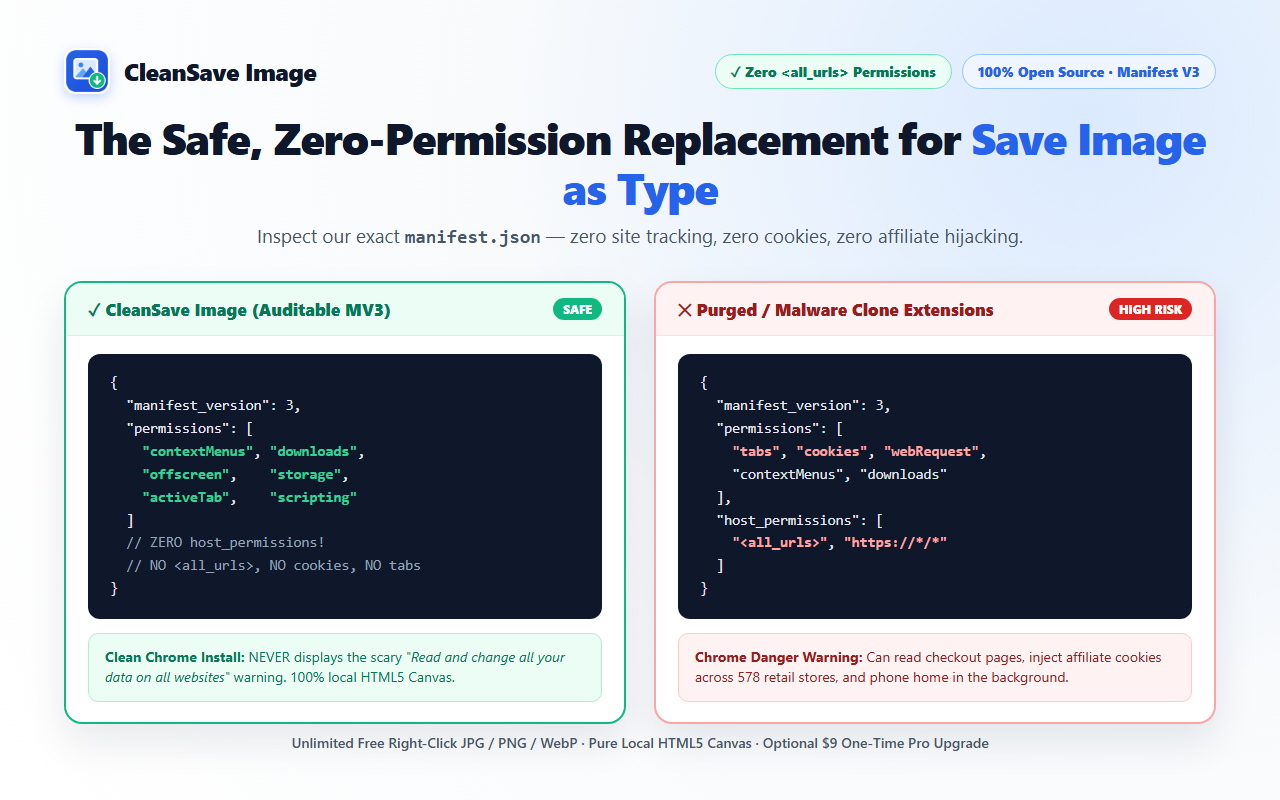 CleanSave Image
✓ Zero <all_urls> Permissions
100% Open Source · Manifest V3
The Safe, Zero-Permission Replacement for Save Image
as Type
Inspect our exact manifest.json — zero site tracking, zero cookies, zero affiliate hijacking.
✓ CleanSave Image (Auditable MV3)
SAFE
{
"manifest_version": 3,
"permissions": [
"contextMenus", "downloads",
"offscreen", "storage",
"activeTab", "scripting"
]
// ZERO host_permissions!
// NO <all_urls>, NO cookies, NO tabs
}
Clean Chrome Install: NEVER displays the scary "Read and change all your
data on all websites" warning. 100% local HTML5 Canvas.
✕ Purged / Malware Clone Extensions
HIGH RISK
{
"manifest_version": 3,
"permissions": [
"tabs", "cookies", "webRequest",
"contextMenus", "downloads"
],
"host_permissions": [
"<all_urls>", "https://*/*"
]
}
Chrome Danger Warning: Can read checkout pages, inject affiliate cookies
across 578 retail stores, and phone home in the background.
Unlimited Free Right-Click JPG / PNG / WebP · Pure Local HTML5 Canvas · Optional $9 One-Time Pro Upgrade